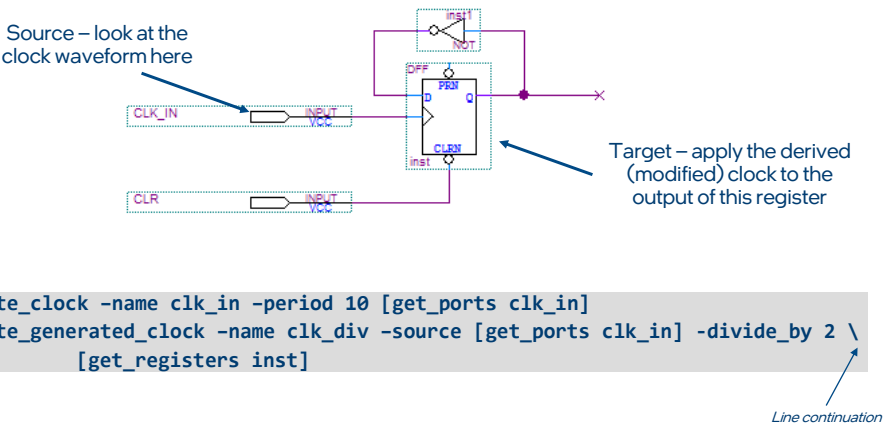 Source – look at the
clock waveform here
inst1
NOT
DFF
PRN
D
Q
CLK_IN
INPUT
VCC
CLRN
inst
CLR
INPUT
VCC
Target – apply the derived
(modified) clock to the
output of this register
te_clock –name clk_in –period 10 [get_ports clk_in]
te_generated_clock –name clk_div –source [get_ports clk_in] -divide_by 2 \
[get_registers inst]
Line continuation